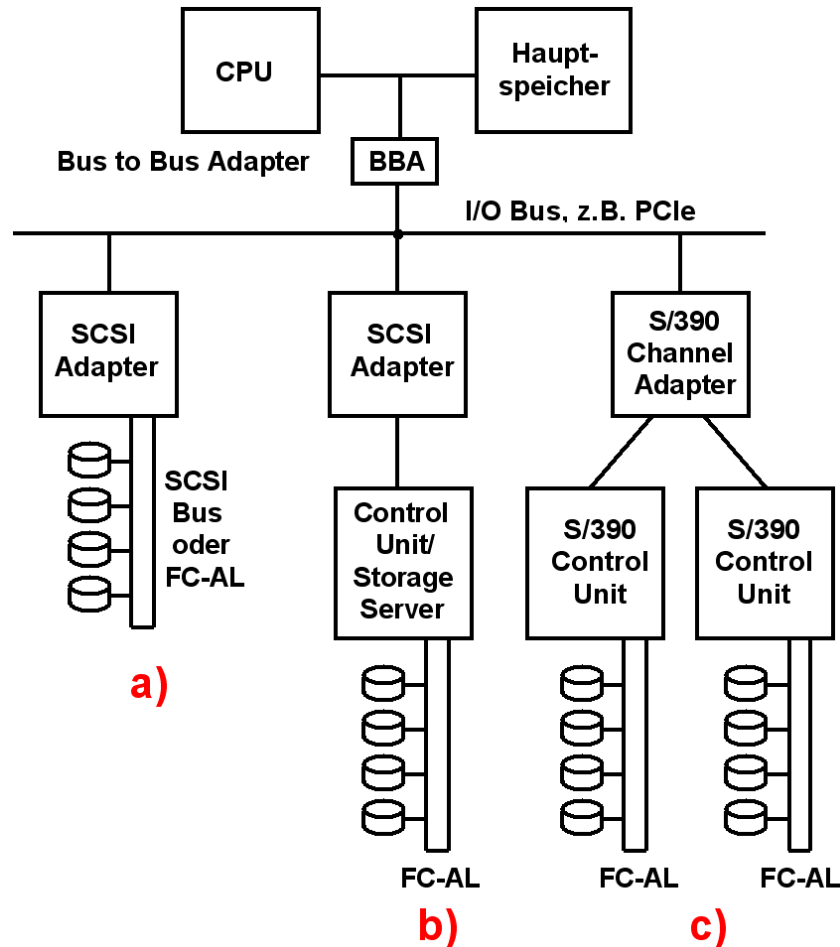 CPU
Haupt-
speicher
Bus to Bus Adapter
BBA
I/O Bus, z.B. PCIe
SCSI
Adapter
SCSI
Adapter
S/390
Channel
Adapter
SCSI
Bus
oder
FC-AL
Control
Unit/
Storage
Server
S/390
Control
Unit
S/390
Control
Unit
a)
FC-AL
FC-AL
FC-AL
b)
c)